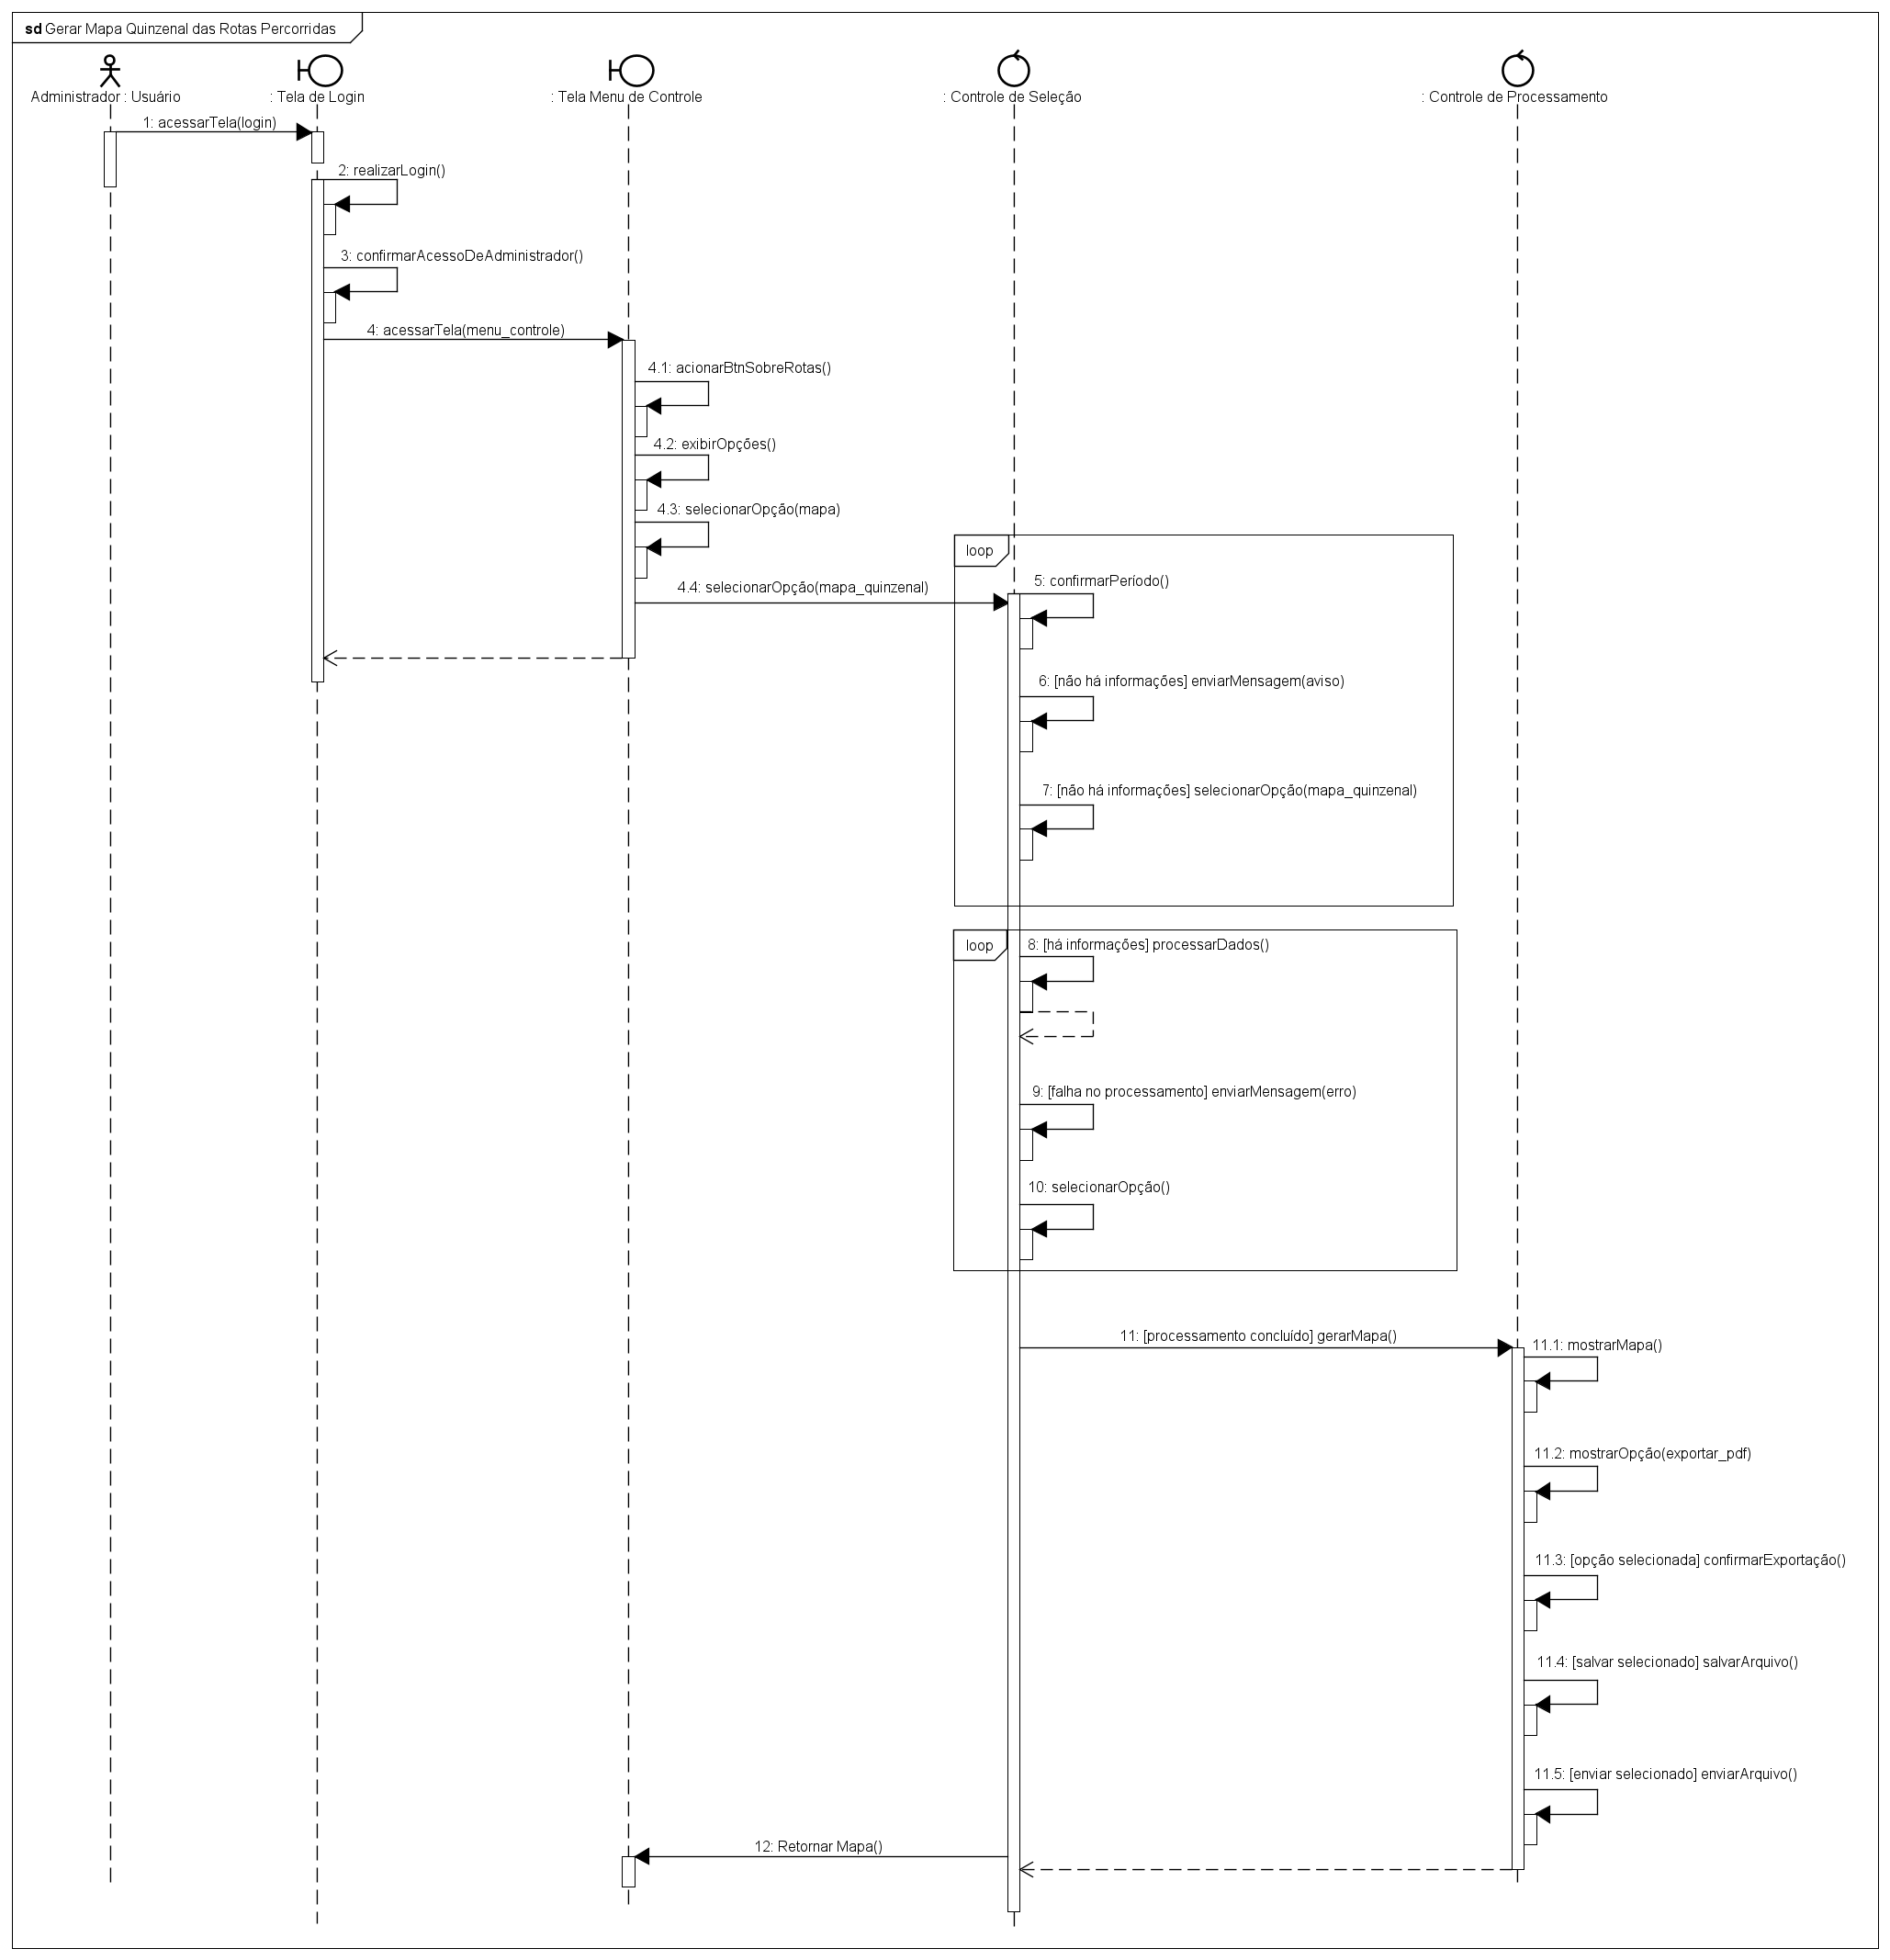 sd Gerar Mapa Quinzenal das Rotas Percorridas
Administrador : Usuário
: Tela de Login
: Tela Menu de Controle
: Controle de Seleção
: Controle de Processamento
1: acessarTela(login)
2: realizarLogin()
3: confirmarAcessoDeAdministrador()
4: acessarTela(menu_controle)
4.1: acionarBtnSobreRotas()
4.2: exibirOpções()
4.3: selecionarOpção(mapa)
loop
5: confirmarPeríodo()
4.4: selecionarOpção(mapa_quinzenal)
6: [não há informações] enviarMensagem(aviso)
7: [não há informações] selecionarOpção(mapa_quinzenal)
loop
8: [há informações] processarDados()
9: [falha no processamento] enviarMensagem(erro)
10: selecionarOpção()
11: [processamento concluído] gerarMapa()
11.1: mostrarMapa()
11.2: mostrarOpção(exportar_pdf)
11.3: [opção selecionada] confirmarExportação()
11.4: [salvar selecionado] salvarArquivo()
11.5: [enviar selecionado] enviarArquivo()
12: Retornar Mapa()